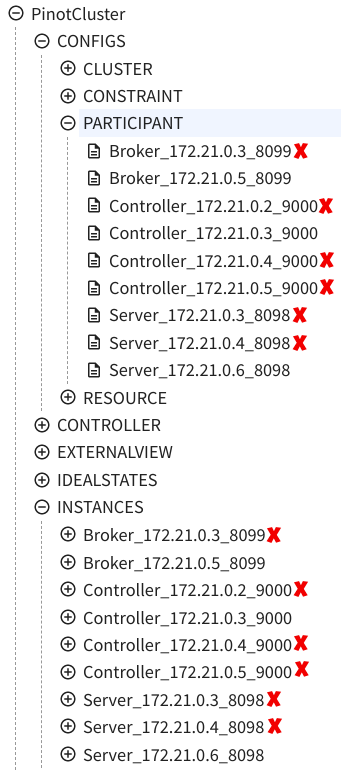 PinotCluster
CONFIGS
CLUSTER
CONSTRAINT
PARTICIPANT
Broker_172.21.0.3_8099
Broker_172.21.0.5_8099
Controller_172.21.0.2_9000
Controller_172.21.0.3_9000
Controller_172.21.0.4_9000
Controller_172.21.0.5_9000
Server_172.21.0.3_8098
Server_172.21.0.4_8098
Server_172.21.0.6_8098
RESOURCE
CONTROLLER
EXTERNALVIEW
IDEALSTATES
INSTANCES
Broker_172.21.0.3_8099
Broker_172.21.0.5_8099
Controller_172.21.0.2_9000
Controller_172.21.0.3_9000
Controller_172.21.0.4_9000
Controller_172.21.0.5_9000
Server_172.21.0.3_8098
Server_172.21.0.4_8098
Server_172.21.0.6_8098